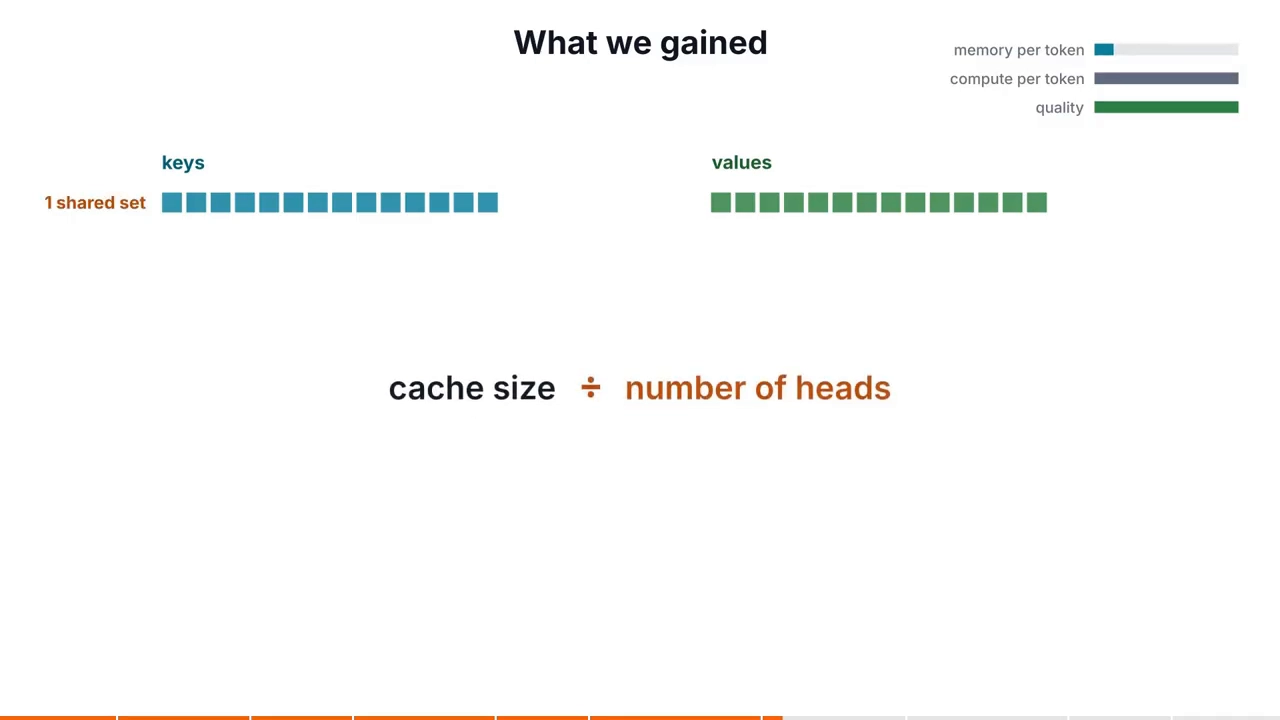 What we gained
memory per token
compute per token
quality
keys
values
1 shared set
cache size ÷ number of heads